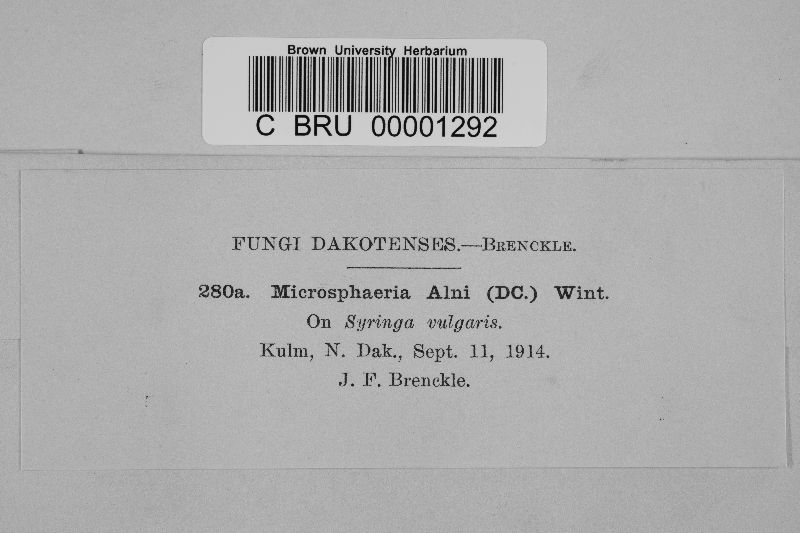 Brown University Herbarium
C BRU 00001292
FUNGI DAKOTENSES.—BRENCKLE.
280a. Microsphaeria Alni (DC.) Wint.
On Syringa vulgaris.
Kulm, N. Dak., Sept. 11, 1914.
J. F. Brenckle.